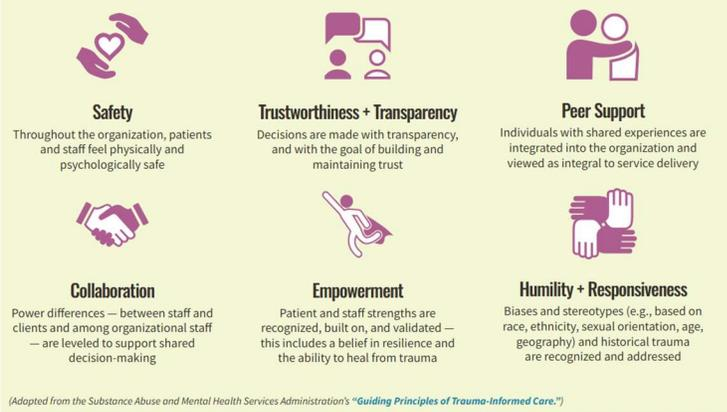 Safety
Throughout the organization, patients
and staff feel physically and
psychologically safe
Trustworthiness + Transparency
Decisions are made with transparency,
and with the goal of building and
maintaining trust
Peer Support
Individuals with shared experiences are
integrated into the organization and
viewed as integral to service delivery
Collaboration
Power differences — between staff and
clients and among organizational staff
— are leveled to support shared
decision-making
Empowerment
Patient and staff strengths are
recognized, built on, and validated —
this includes a belief in resilience and
the ability to heal from trauma
Humility + Responsiveness
Biases and stereotypes (e.g., based on
race, ethnicity, sexual orientation, age,
geography) and historical trauma
are recognized and addressed
(Adapted from the Substance Abuse and Mental Health Services Administration's “Guiding Principles of Trauma-Informed Care.”)